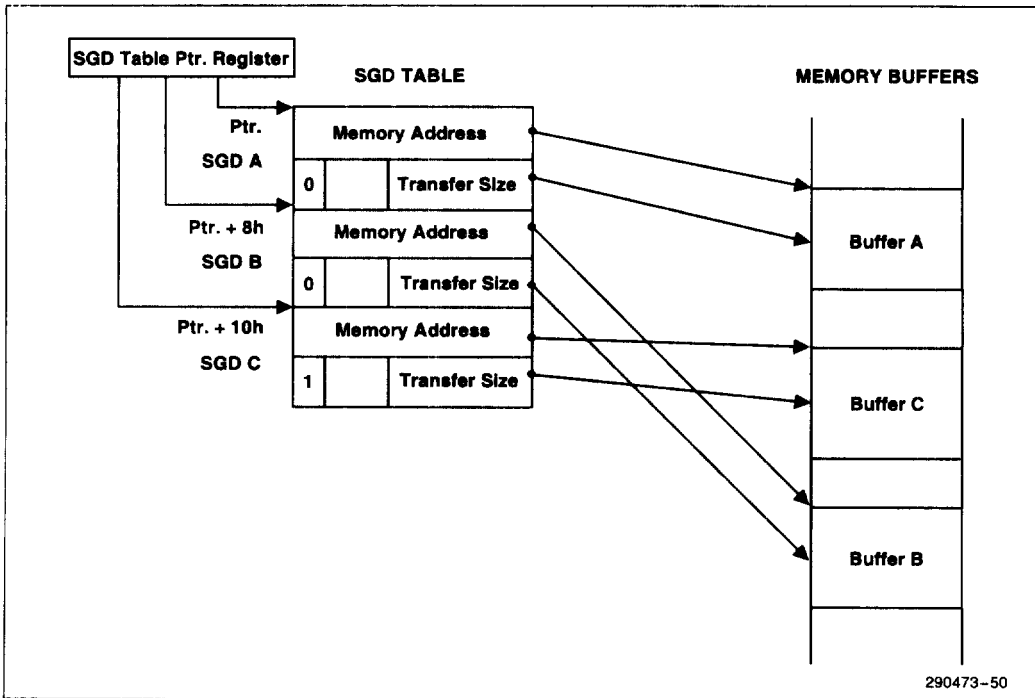 SGD Table Ptr. Register
SGD TABLE
MEMORY BUFFERS
Ptr.
SGD A
Memory Address
0 Transfer Size
Ptr. + 8h
SGD B
Memory Address
0 Transfer Size
Ptr. + 10h
SGD C
Memory Address
1 Transfer Size
Buffer A
Buffer C
Buffer B
290473-50